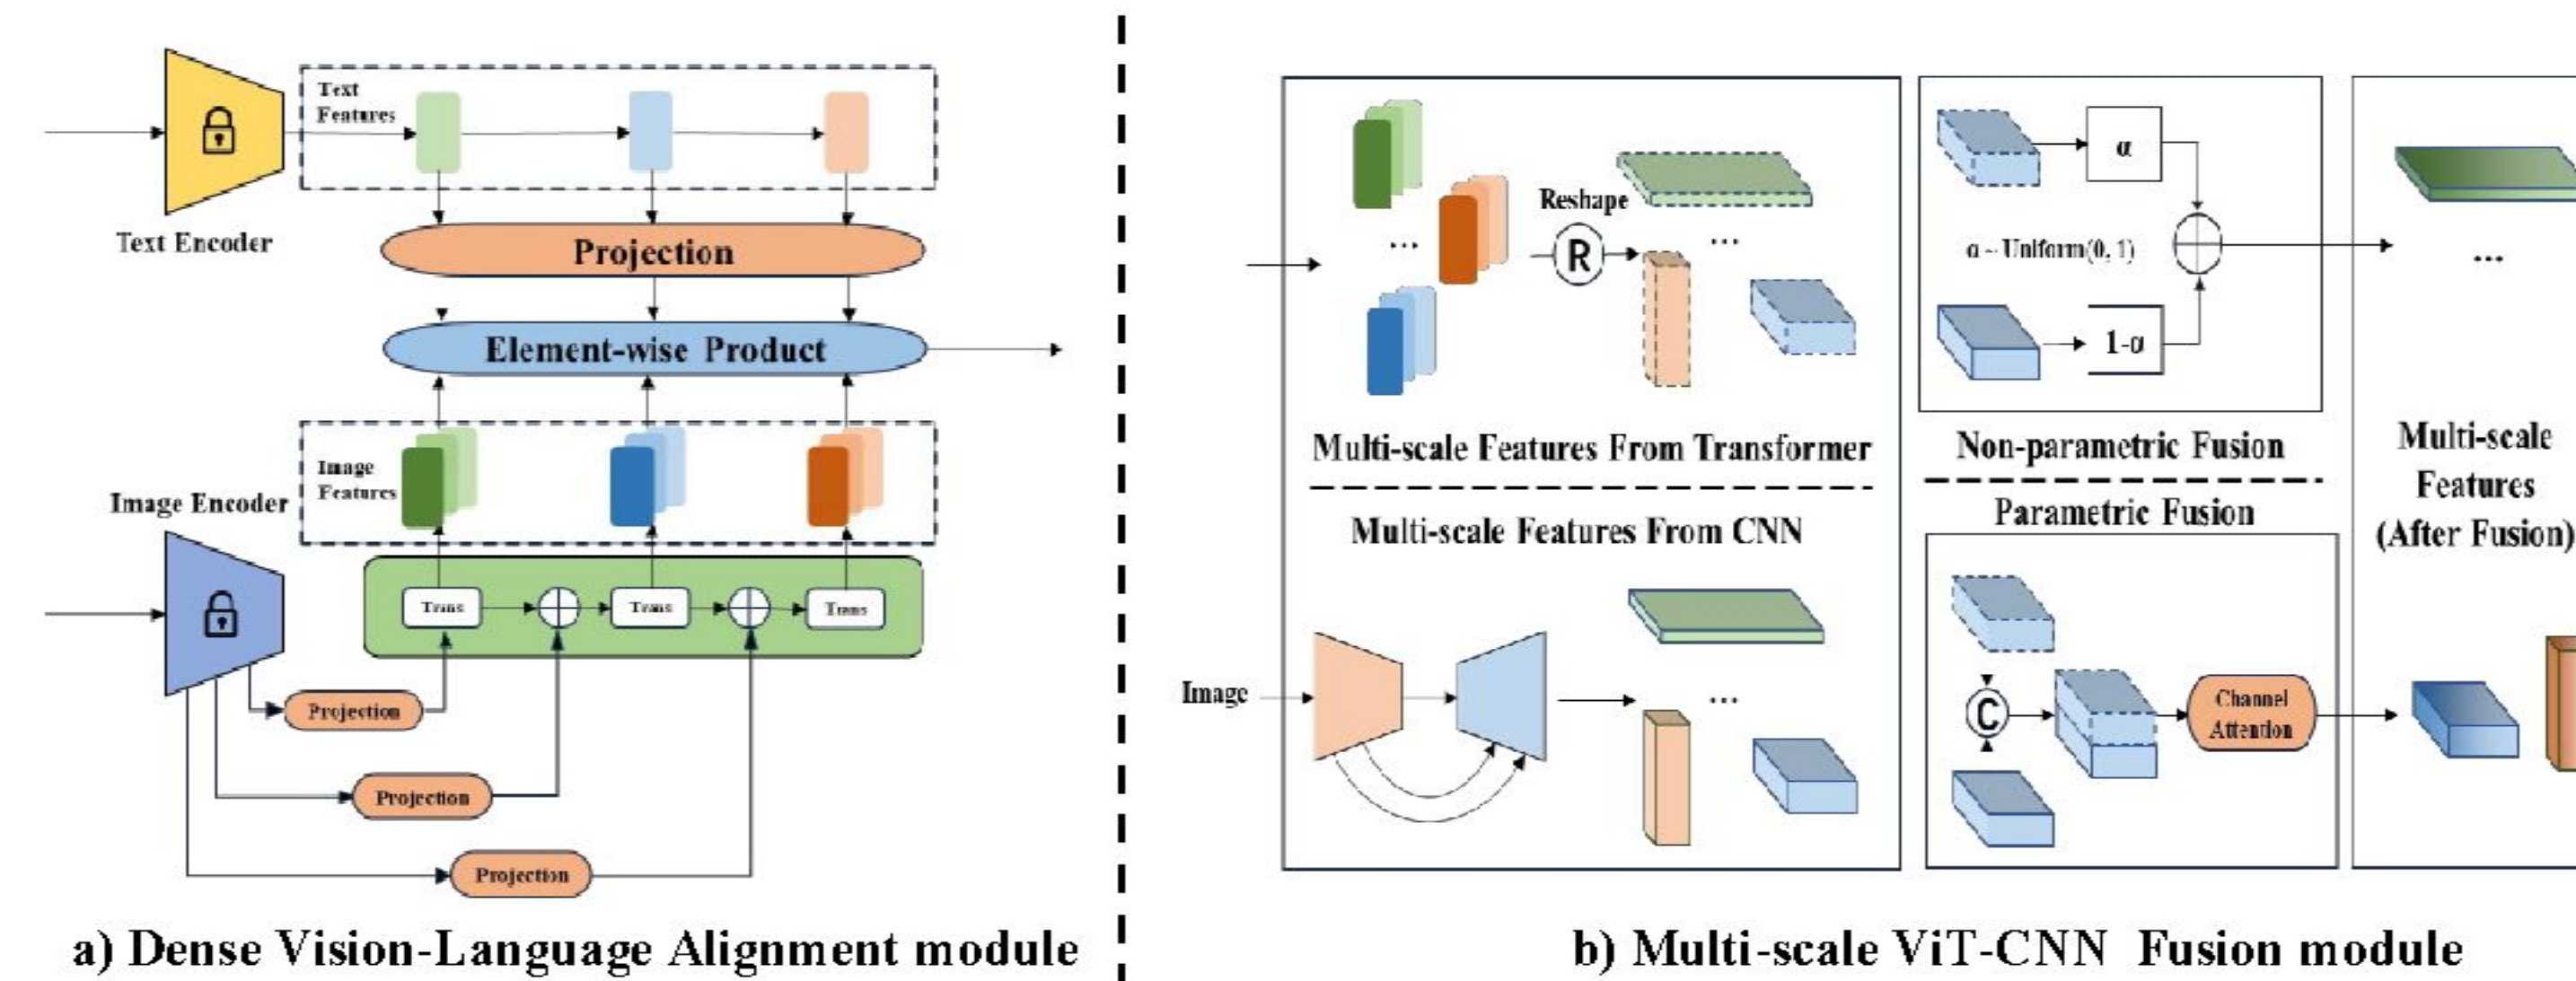 Text
Features
Text Encoder
Projection
Element-wise Product
Image
Features
Image Encoder
Trans
Trans
Trans
Projection
Projection
Projection
a) Dense Vision-Language Alignment module
Reshape
R
...
...
Multi-scale Features From Transformer
Multi-scale Features From CNN
Image
...
α
α ~ Uniform(0, 1)
1-α
Non-parametric Fusion
Parametric Fusion
C
Channel
Attention
...
Multi-scale
Features
(After Fusion)
b) Multi-scale ViT-CNN Fusion module